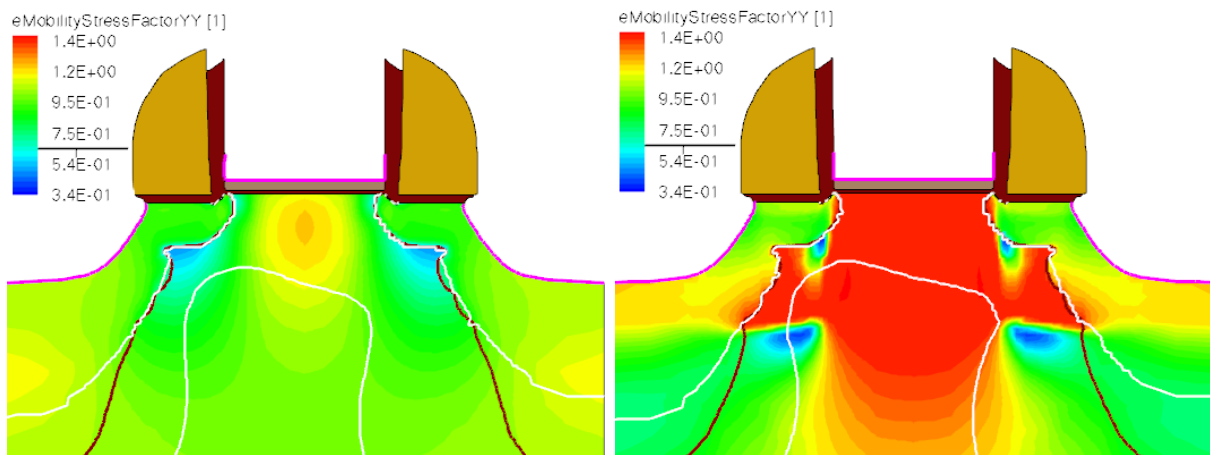 eMobilityStressFactorYY [1]
1.4E+00
1.2E+00
9.5E-01
7.5E-01
5.4E-01
3.4E-01
eMobilityStressFactorYY [1]
1.4E+00
1.2E+00
9.5E-01
7.5E-01
5.4E-01
3.4E-01